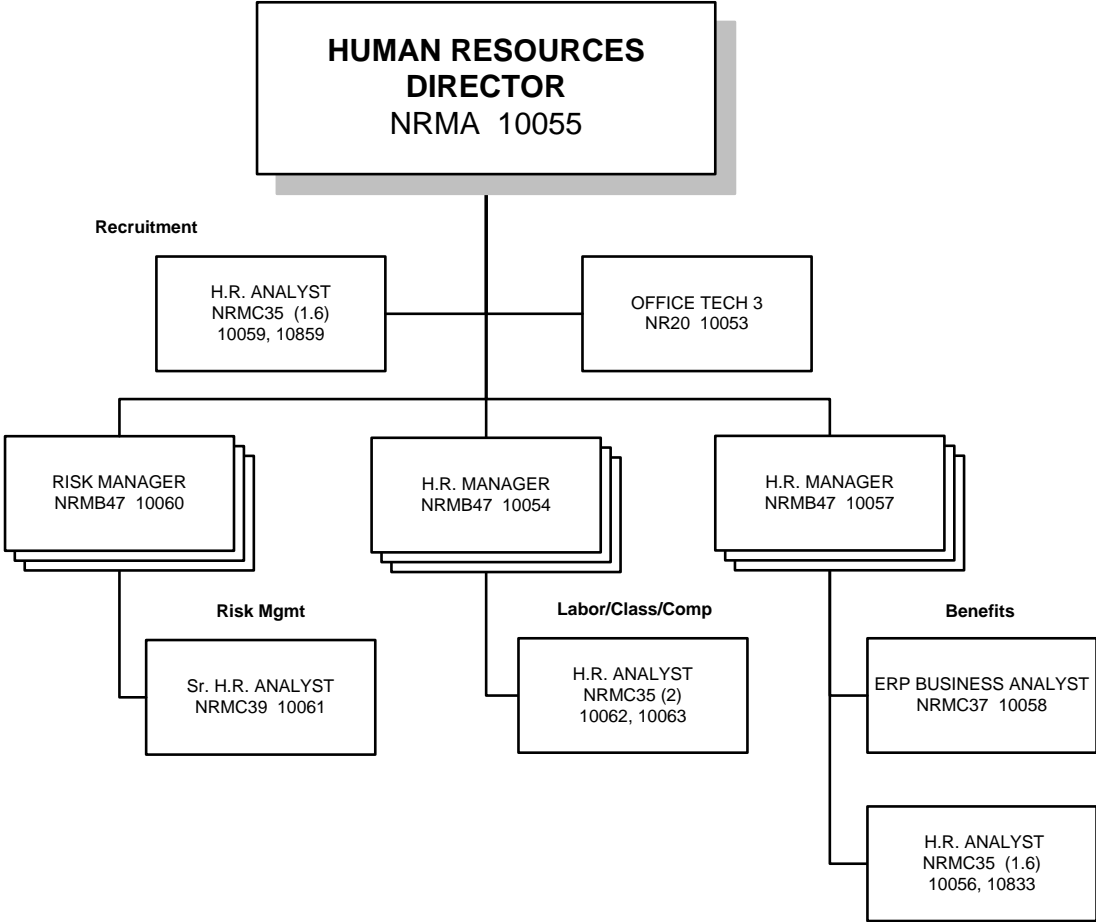 HUMAN RESOURCES
DIRECTOR
NRMA 10055
Recruitment
H.R. ANALYST
NRMC35 (1.6)
10059, 10859
OFFICE TECH 3
NR20 10053
RISK MANAGER
NRMB47 10060
H.R. MANAGER
NRMB47 10054
H.R. MANAGER
NRMB47 10057
Risk Mgmt
Sr. H.R. ANALYST
NRMC39 10061
Labor/Class/Comp
H.R. ANALYST
NRMC35 (2)
10062, 10063
Benefits
ERP BUSINESS ANALYST
NRMC37 10058
H.R. ANALYST
NRMC35 (1.6)
10056, 10833